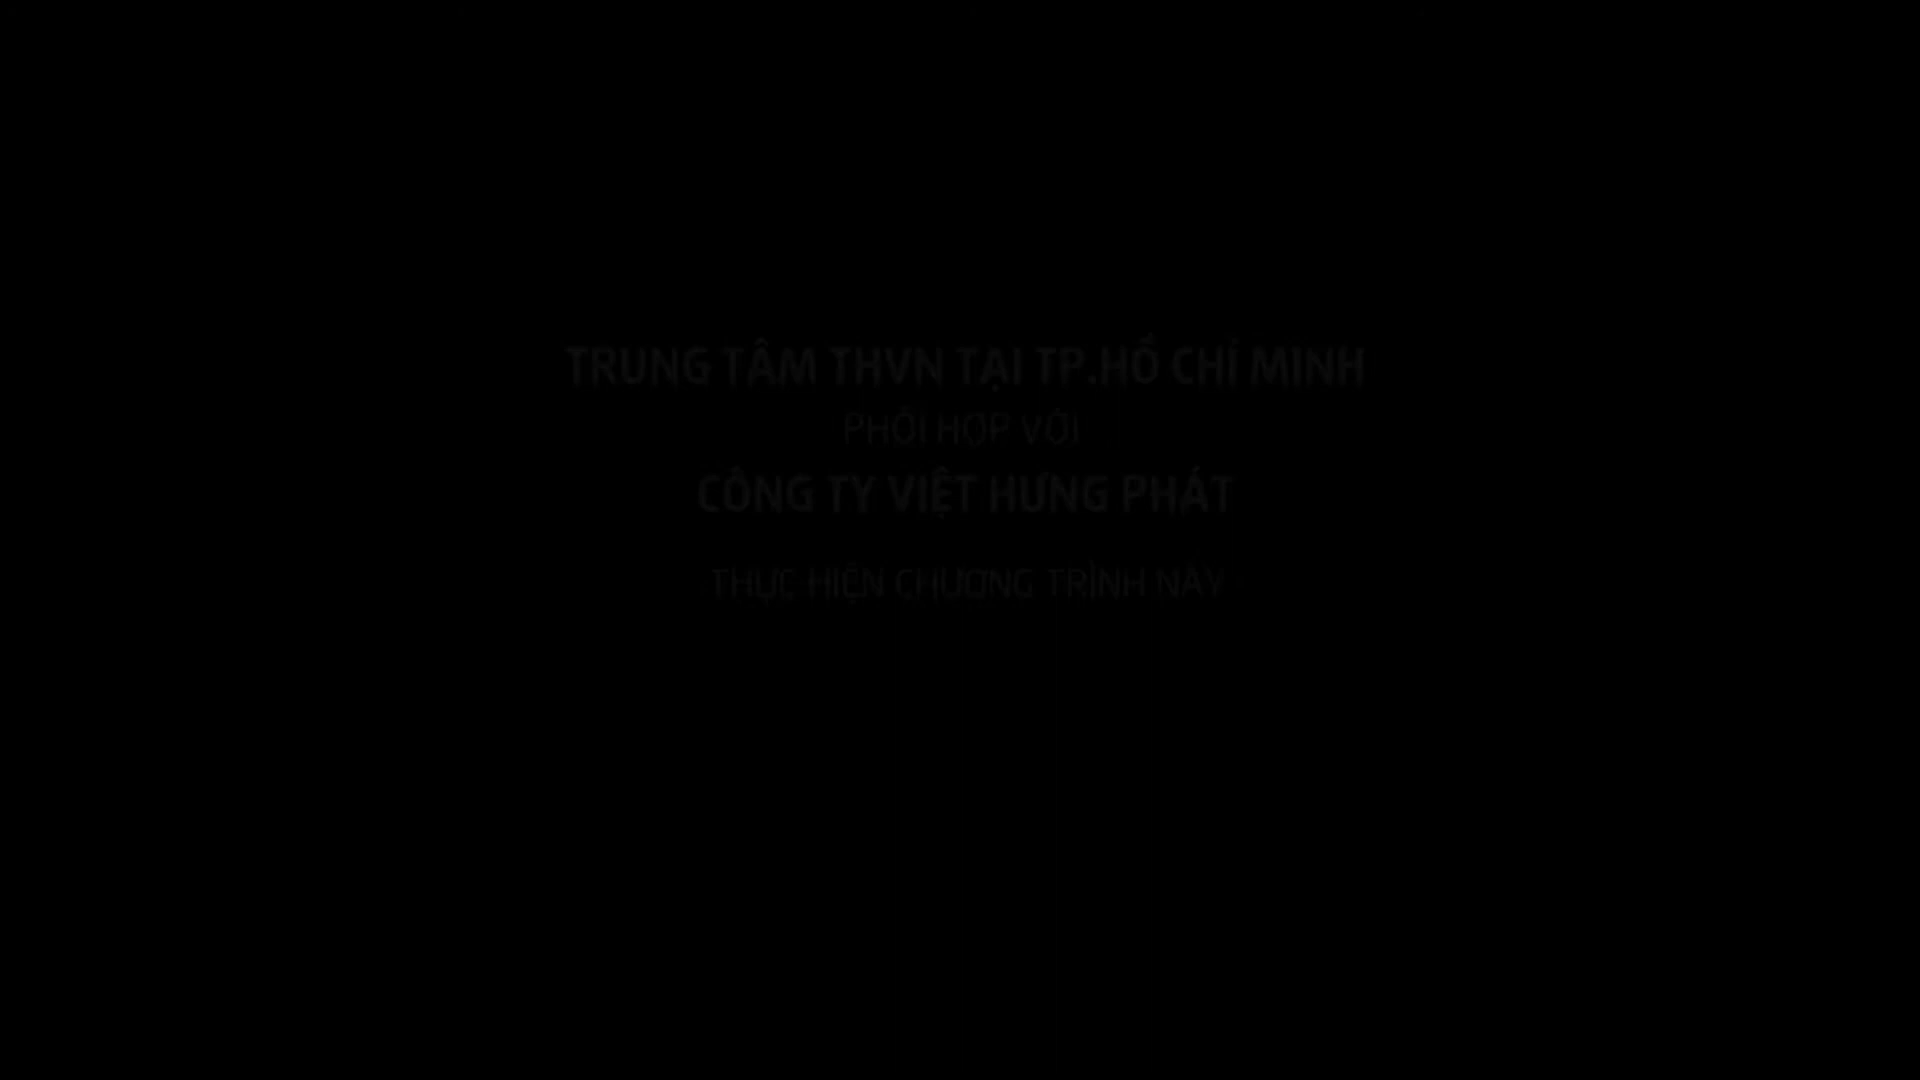 TRUNG TÂM THVN TẠI TP.HỒ CHÍ MINH
PHỐI HỢP VỚI
CÔNG TY VIỆT HƯNG PHÁT
THỰC HIỆN CHƯƠNG TRÌNH NÀY